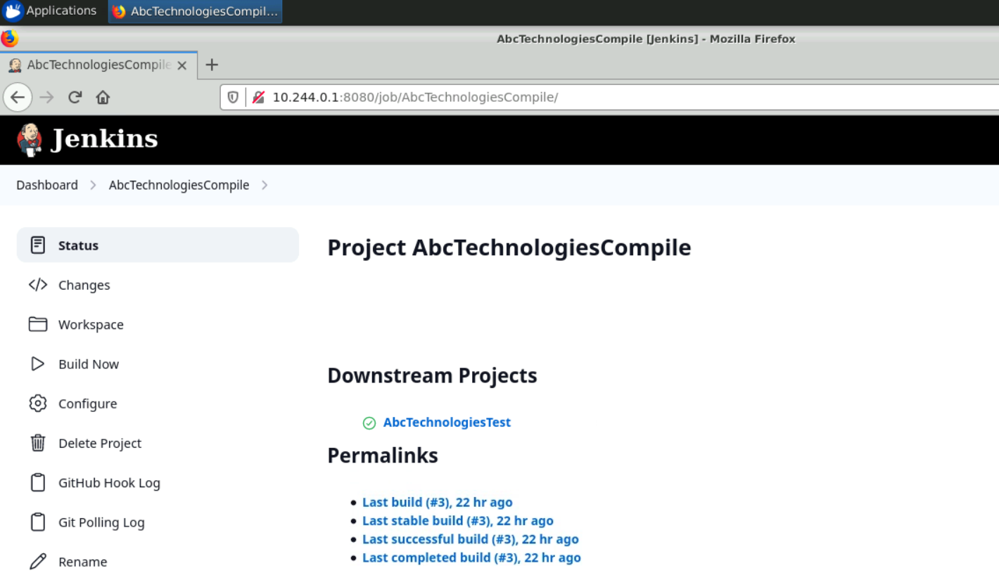 Applications
AbcTechnologiesCompil...
AbcTechnologiesCompile [Jenkins] - Mozilla Firefox
AbcTechnologiesCompile
10.244.0.1:8080/job/AbcTechnologiesCompile/
Jenkins
Dashboard
AbcTechnologiesCompile
Status
Changes
Workspace
Build Now
Configure
Delete Project
GitHub Hook Log
Git Polling Log
Rename
Project AbcTechnologiesCompile
Downstream Projects
AbcTechnologiesTest
Permalinks
Last build (#3), 22 hr ago
Last stable build (#3), 22 hr ago
Last successful build (#3), 22 hr ago
Last completed build (#3), 22 hr ago